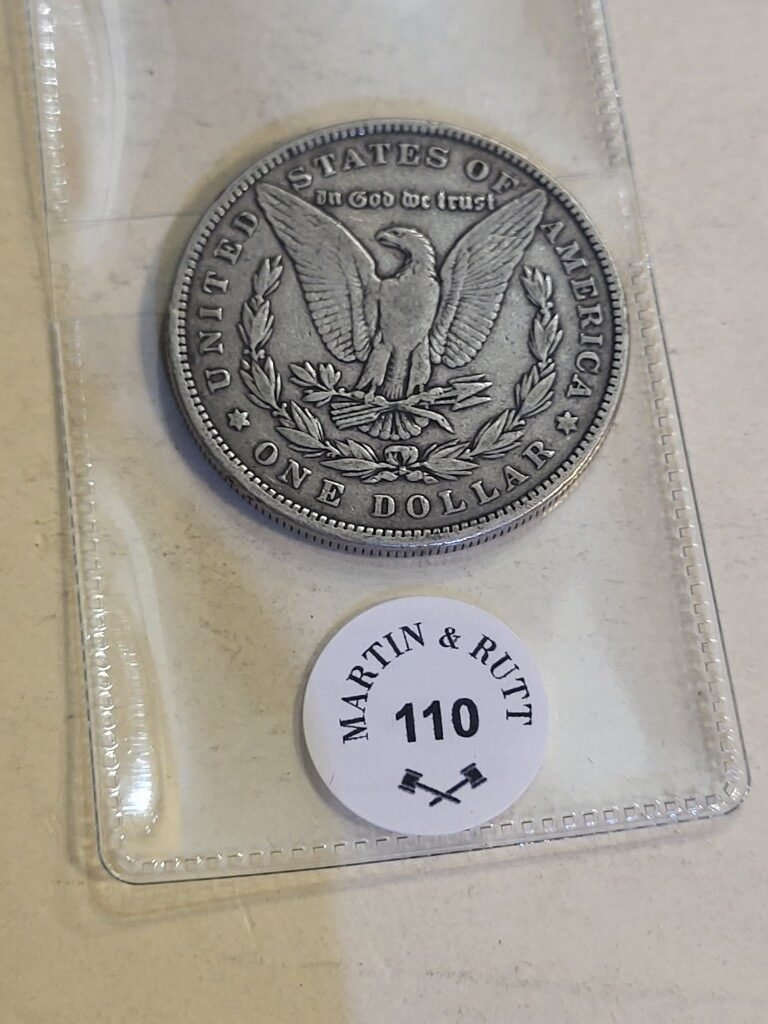 UNITED STATES OF AMERICA
In God we trust
ONE DOLLAR
MARTIN & RUTT
110